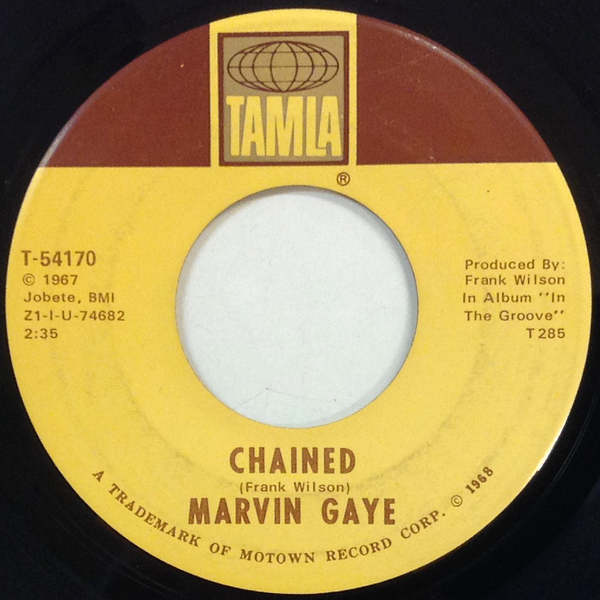 TAMLA
®
T-54170
© 1967
Jobete, BMI
Z1-I-U-74682
2:35
Produced By:
Frank Wilson
In Album "In
The Groove"
T 285
CHAINED
(Frank Wilson)
MARVIN GAYE
A TRADEMARK OF MOTOWN RECORD CORP. © 1968